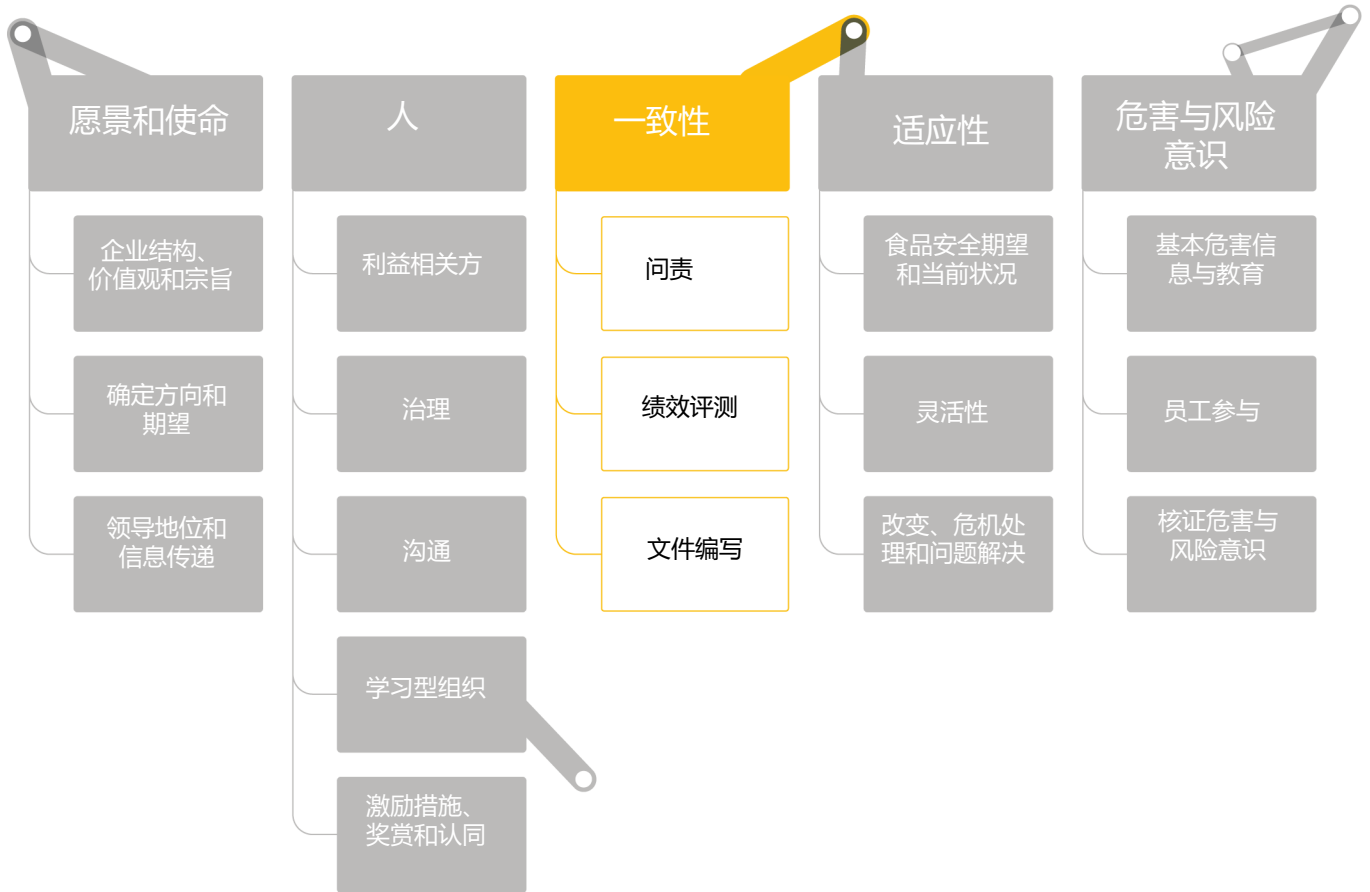 愿景和使命
企业结构、
价值观和宗旨
确定方向和
期望
领导地位和
信息传递
人
利益相关方
治理
沟通
学习型组织
激励措施、
奖赏和认同
一致性
问责
绩效评测
文件编写
适应性
食品安全期望
和当前状况
灵活性
改变、危机处
理和问题解决
危害与风险
意识
基本危害信
息与教育
员工参与
核证危害与
风险意识